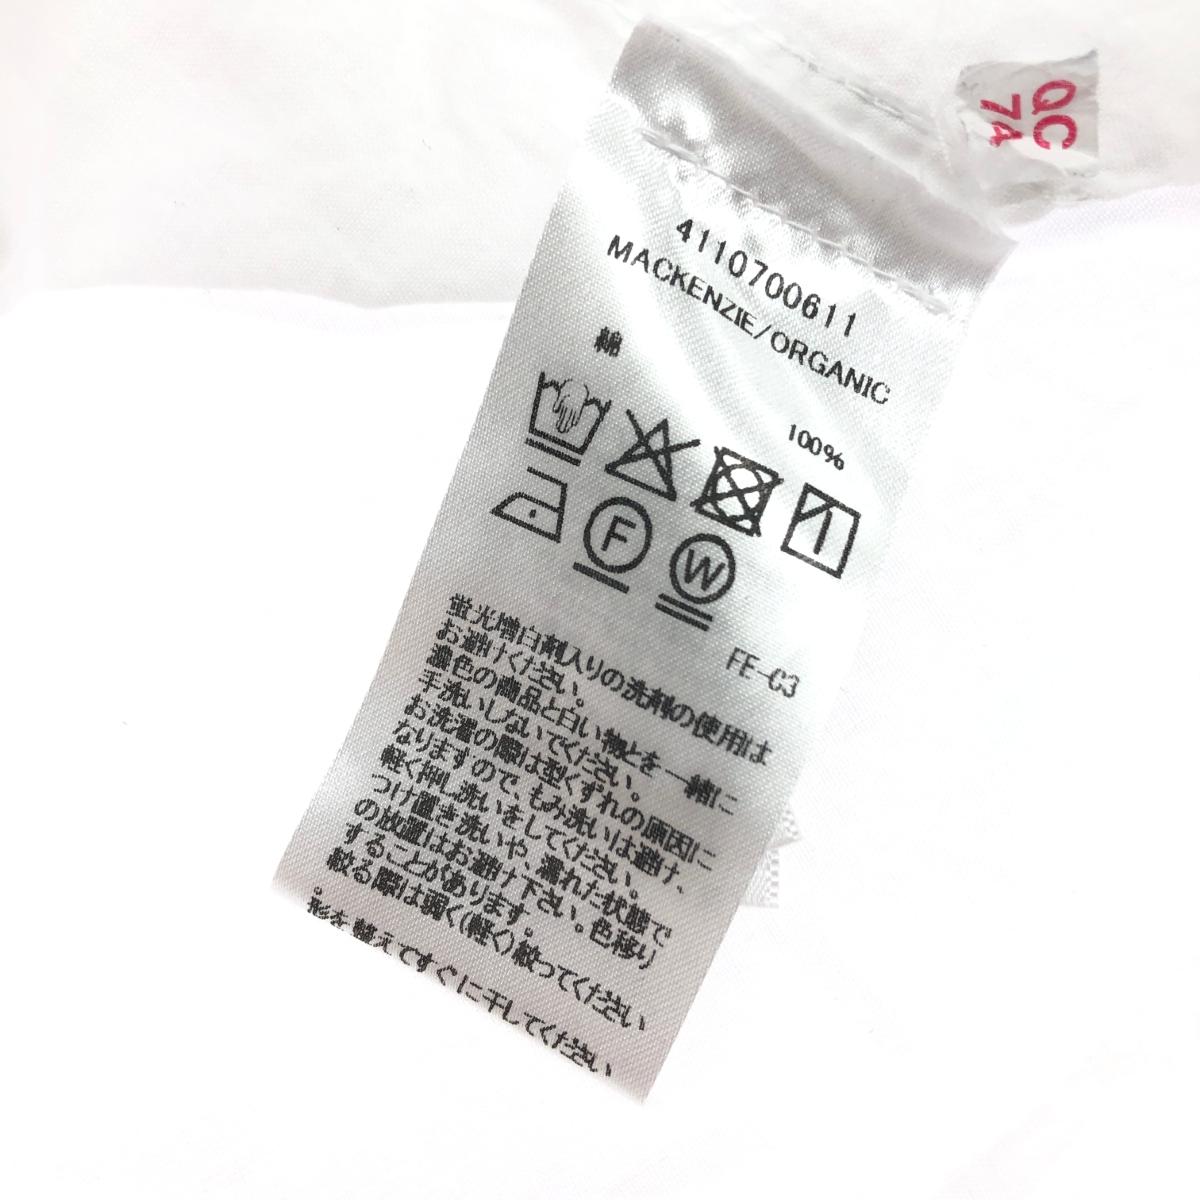 QC
74
4110700611
MACKENZIE/ORGANIC
綿 100%
F W
FE-C3
蛍光増白剤入りの洗剤の使用は
お避けください。
濃色の商品と白い物とを一緒に
手洗いしないでください。
お洗濯の際は型くずれの原因に
なりますので、もみ洗いは避け、
軽く押し洗いをしてください。
つけ置き洗いや、濡れた状態で
の放置はお避け下さい。色移り
することがあります。
絞る際は弱く(軽く)絞ってください
。形を整えてすぐに干してください